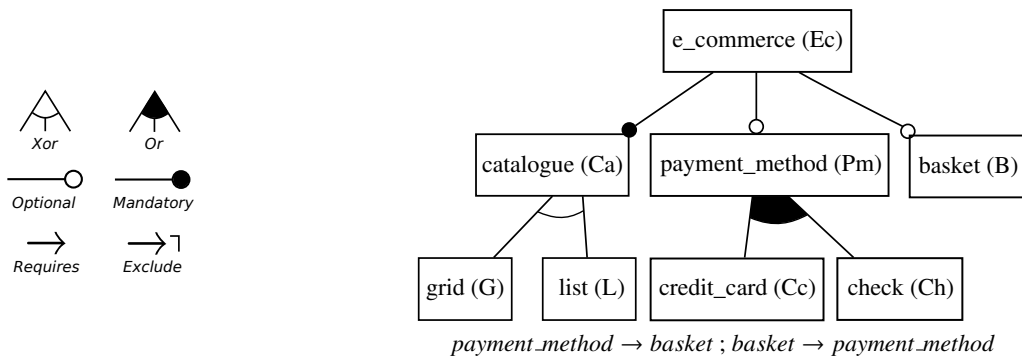 e_commerce (Ec)
Xor
Or
catalogue (Ca)
payment_method (Pm)
basket (B)
Optional
Mandatory
Requires
Exclude
grid (G)
list (L)
credit_card (Cc)
check (Ch)
payment_method → basket ; basket → payment_method